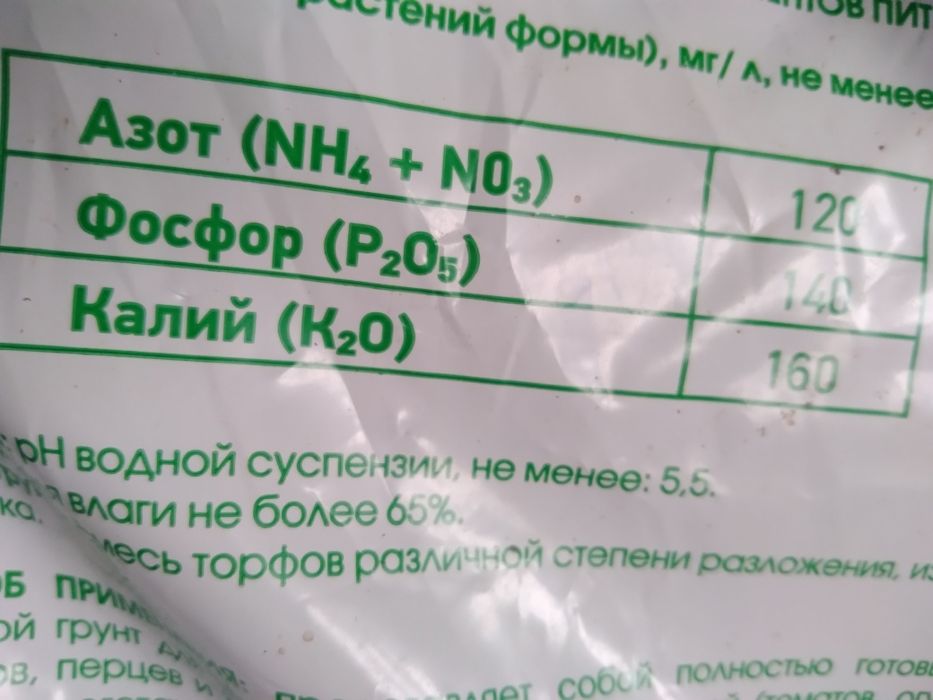 растений формы), мг/л, не менее
Азот (NH₄ + NO₃) 120
Фосфор (P₂O₅) 140
Калий (K₂O) 160
pH водной суспензии, не менее: 5,5.
влаги не более 65%.
торфов различной степени разложения, из
грунт
перцев и
собой полностью готов